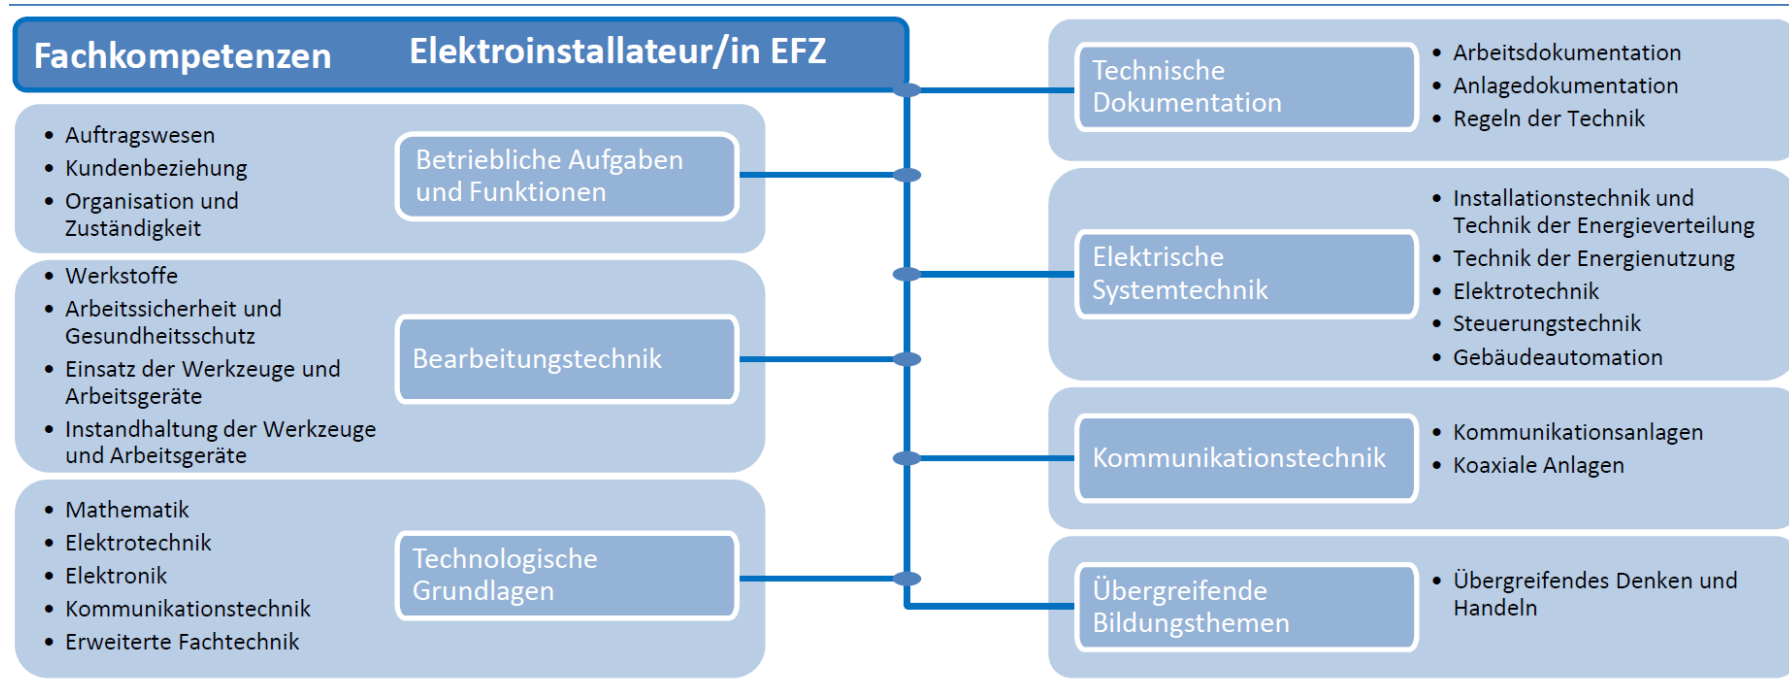 Fachkompetenzen Elektroinstallateur/in EFZ
• Auftragswesen
• Kundenbeziehung
• Organisation und
Zuständigkeit
Betriebliche Aufgaben
und Funktionen
• Werkstoffe
• Arbeitssicherheit und
Gesundheitsschutz
• Einsatz der Werkzeuge und
Arbeitsgeräte
• Instandhaltung der Werkzeuge
und Arbeitsgeräte
Bearbeitungstechnik
• Mathematik
• Elektrotechnik
• Elektronik
• Kommunikationstechnik
• Erweiterte Fachtechnik
Technologische
Grundlagen
Technische
Dokumentation
• Arbeitsdokumentation
• Anlagedokumentation
• Regeln der Technik
Elektrische
Systemtechnik
• Installationstechnik und
Technik der Energieverteilung
• Technik der Energienutzung
• Elektrotechnik
• Steuerungstechnik
• Gebäudeautomation
Kommunikationstechnik
• Kommunikationsanlagen
• Koaxiale Anlagen
Übergreifende
Bildungsthemen
• Übergreifendes Denken und
Handeln